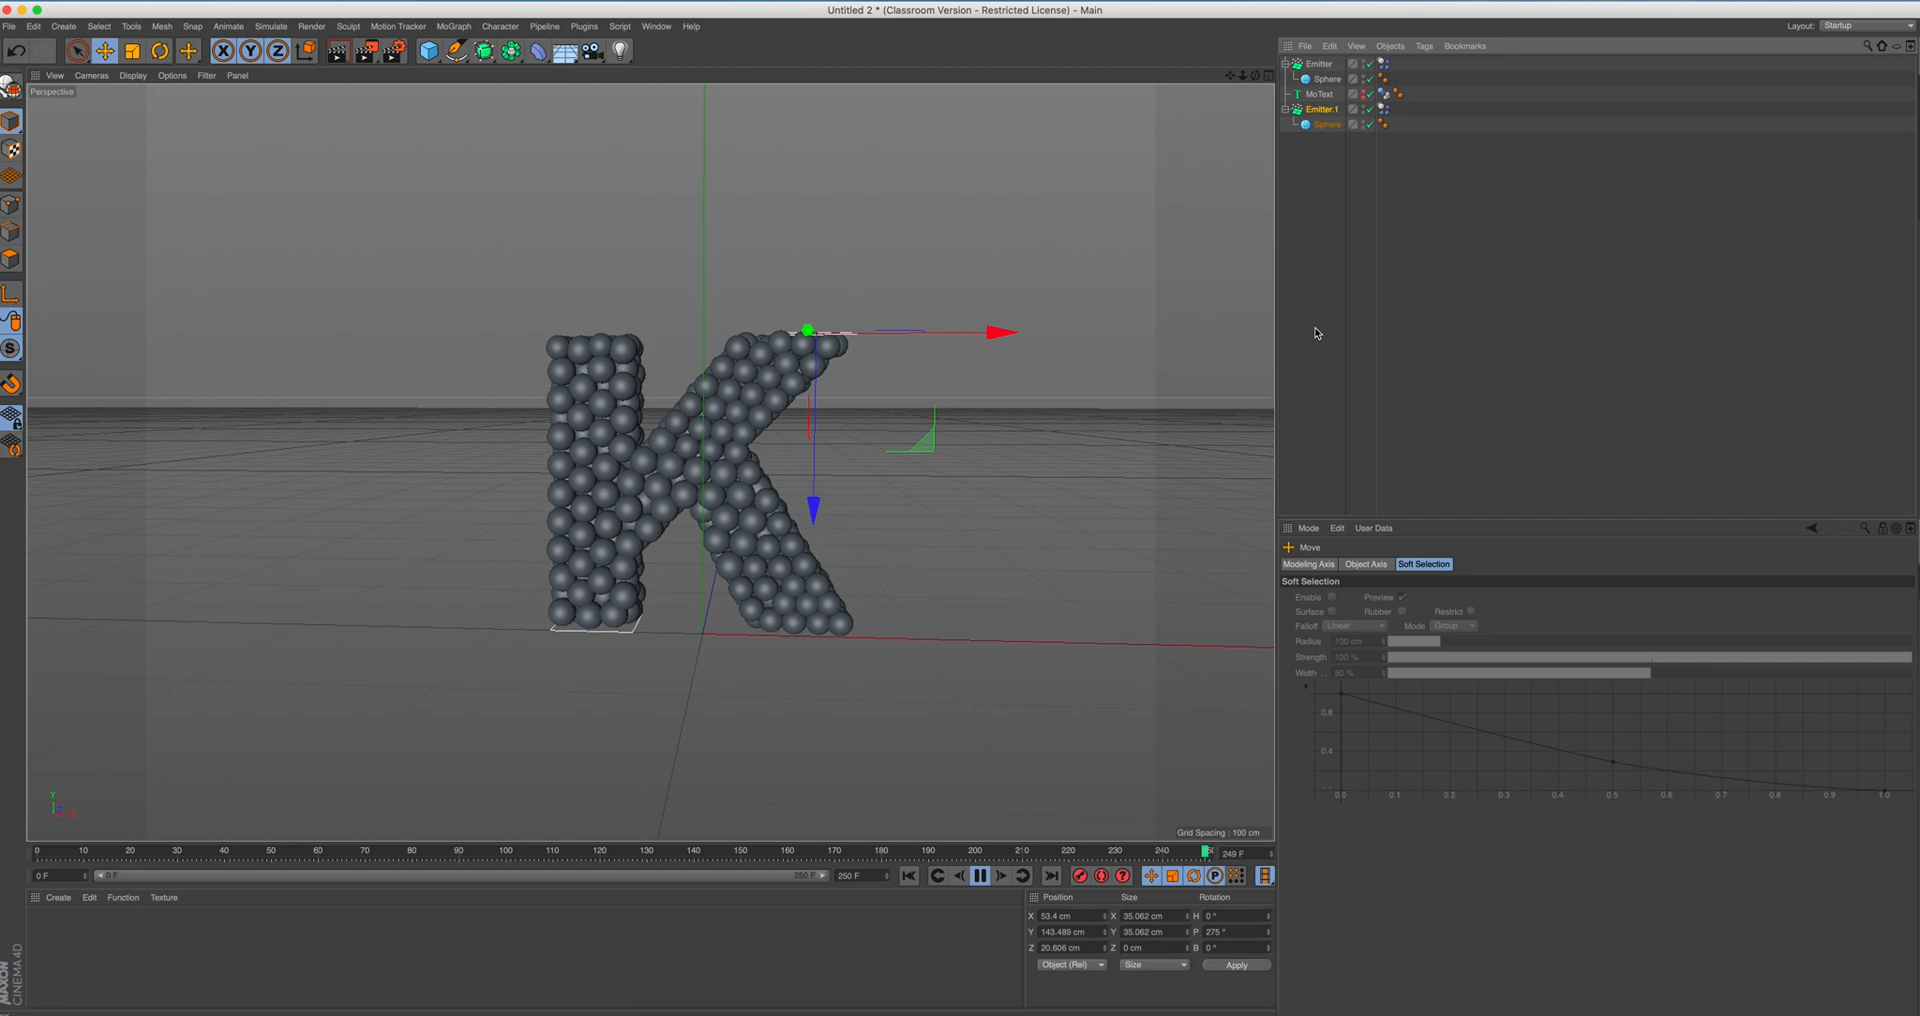 Untitled 2 * (Classroom Version - Restricted License) - Main
File Edit Create Select Tools Mesh Snap Animate Simulate Render Sculpt Motion Tracker MoGraph Character Pipeline Plugins Script Window Help
Layout: Startup
X Y Z
File Edit View Objects Tags Bookmarks
View Cameras Display Options Filter Panel
Perspective
Emitter
Sphere
MoText
Emitter.1
Sphere
S
Mode Edit User Data
Move
Modeling Axis Object Axis Soft Selection
Soft Selection
Enable Preview
Surface Rubber Restrict
Falloff Linear Mode Group
Radius 100 cm
Strength 100 %
Width . . 50 %
0.8
0.4
0.0 0.1 0.2 0.3 0.4 0.5 0.6 0.7 0.8 0.9 1.0
Y
Z
X
Grid Spacing : 100 cm
0 10 20 30 40 50 60 70 80 90 100 110 120 130 140 150 160 170 180 190 200 210 220 230 240
249 F
0 F 0 F 250 F 250 F
P
Create Edit Function Texture
Position Size Rotation
X 53.4 cm X 35.062 cm H 0 °
Y 143.489 cm Y 35.062 cm P 275 °
Z 20.606 cm Z 0 cm B 0 °
Object (Rel) Size Apply
MAXON
CINEMA 4D